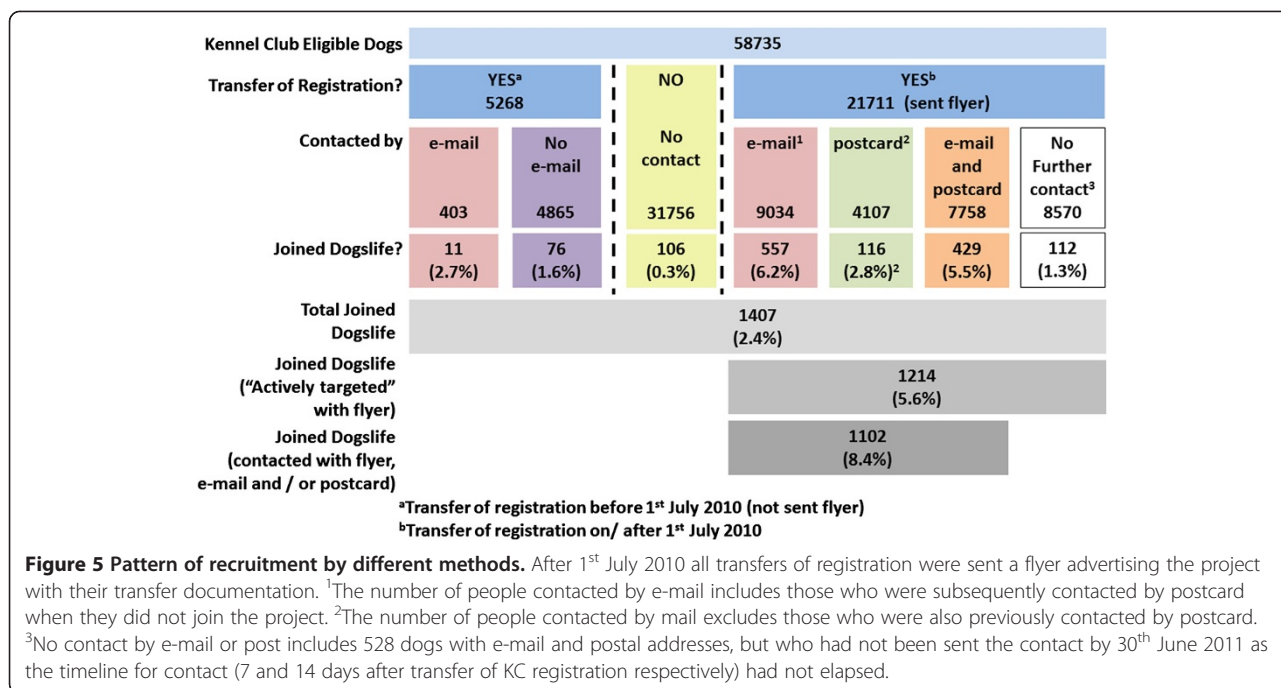 Kennel Club Eligible Dogs 58735
Transfer of Registration? YESᵃ NO YESᵇ
5268 21711 (sent flyer)
Contacted by e-mail No No e-mail¹ postcard² e-mail No
e-mail contact and Further
postcard contact³
403 4865 31756 9034 4107 7758 8570
Joined Dogslife? 11 76 106 557 116 429 112
(2.7%) (1.6%) (0.3%) (6.2%) (2.8%)² (5.5%) (1.3%)
Total Joined 1407
Dogslife (2.4%)
Joined Dogslife
("Actively targeted" 1214
with flyer) (5.6%)
Joined Dogslife 1102
(contacted with flyer, (8.4%)
e-mail and / or postcard)
ᵃTransfer of registration before 1ˢᵗ July 2010 (not sent flyer)
ᵇTransfer of registration on/ after 1ˢᵗ July 2010
Figure 5 Pattern of recruitment by different methods. After 1ˢᵗ July 2010 all transfers of registration were sent a flyer advertising the project
with their transfer documentation. ¹The number of people contacted by e-mail includes those who were subsequently contacted by postcard
when they did not join the project. ²The number of people contacted by mail excludes those who were also previously contacted by postcard.
³No contact by e-mail or post includes 528 dogs with e-mail and postal addresses, but who had not been sent the contact by 30ᵗʰ June 2011 as
the timeline for contact (7 and 14 days after transfer of KC registration respectively) had not elapsed.